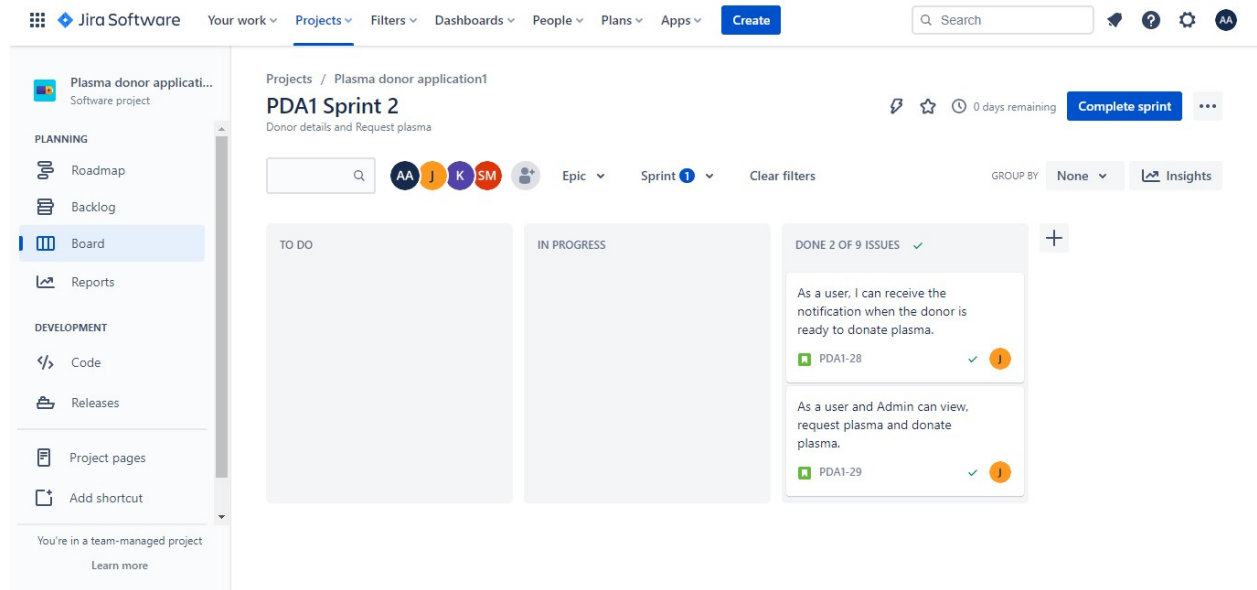 Jira Software Your work Projects Filters Dashboards People Plans Apps Create Search AA
Plasma donor applicati...
Software project
PLANNING
Roadmap
Backlog
Board
Reports
DEVELOPMENT
Code
Releases
Project pages
Add shortcut
You're in a team-managed project
Learn more
Projects / Plasma donor application1
PDA1 Sprint 2
0 days remaining Complete sprint
Donor details and Request plasma
AA J K SM Epic Sprint 1 Clear filters GROUP BY None Insights
TO DO
IN PROGRESS
DONE 2 OF 9 ISSUES
As a user, I can receive the
notification when the donor is
ready to donate plasma.
PDA1-28 J
As a user and Admin can view,
request plasma and donate
plasma.
PDA1-29 J